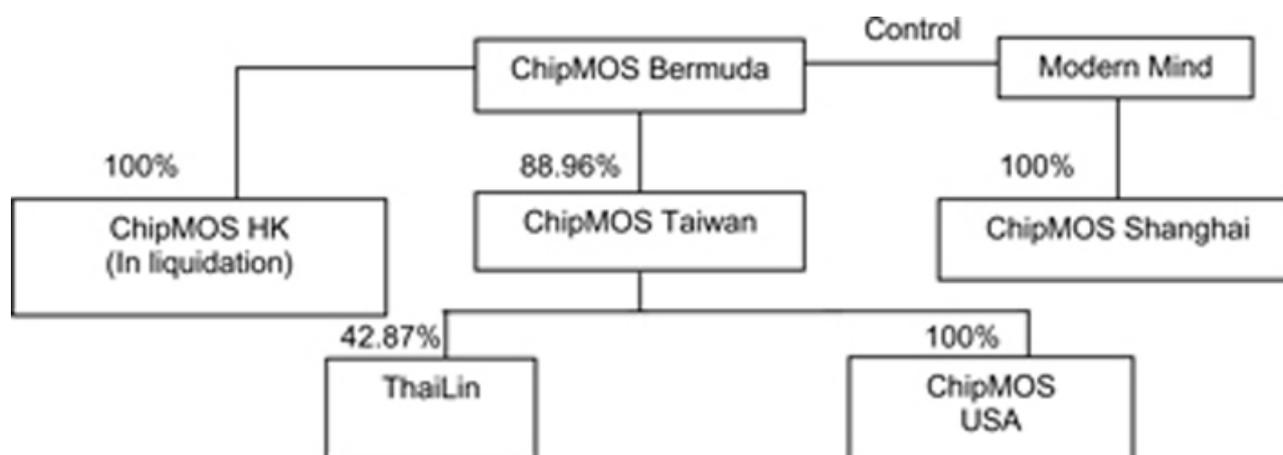 Control
ChipMOS Bermuda
Modern Mind
100%
88.96%
100%
ChipMOS HK
(In liquidation)
ChipMOS Taiwan
ChipMOS Shanghai
42.87%
100%
ThaiLin
ChipMOS
USA